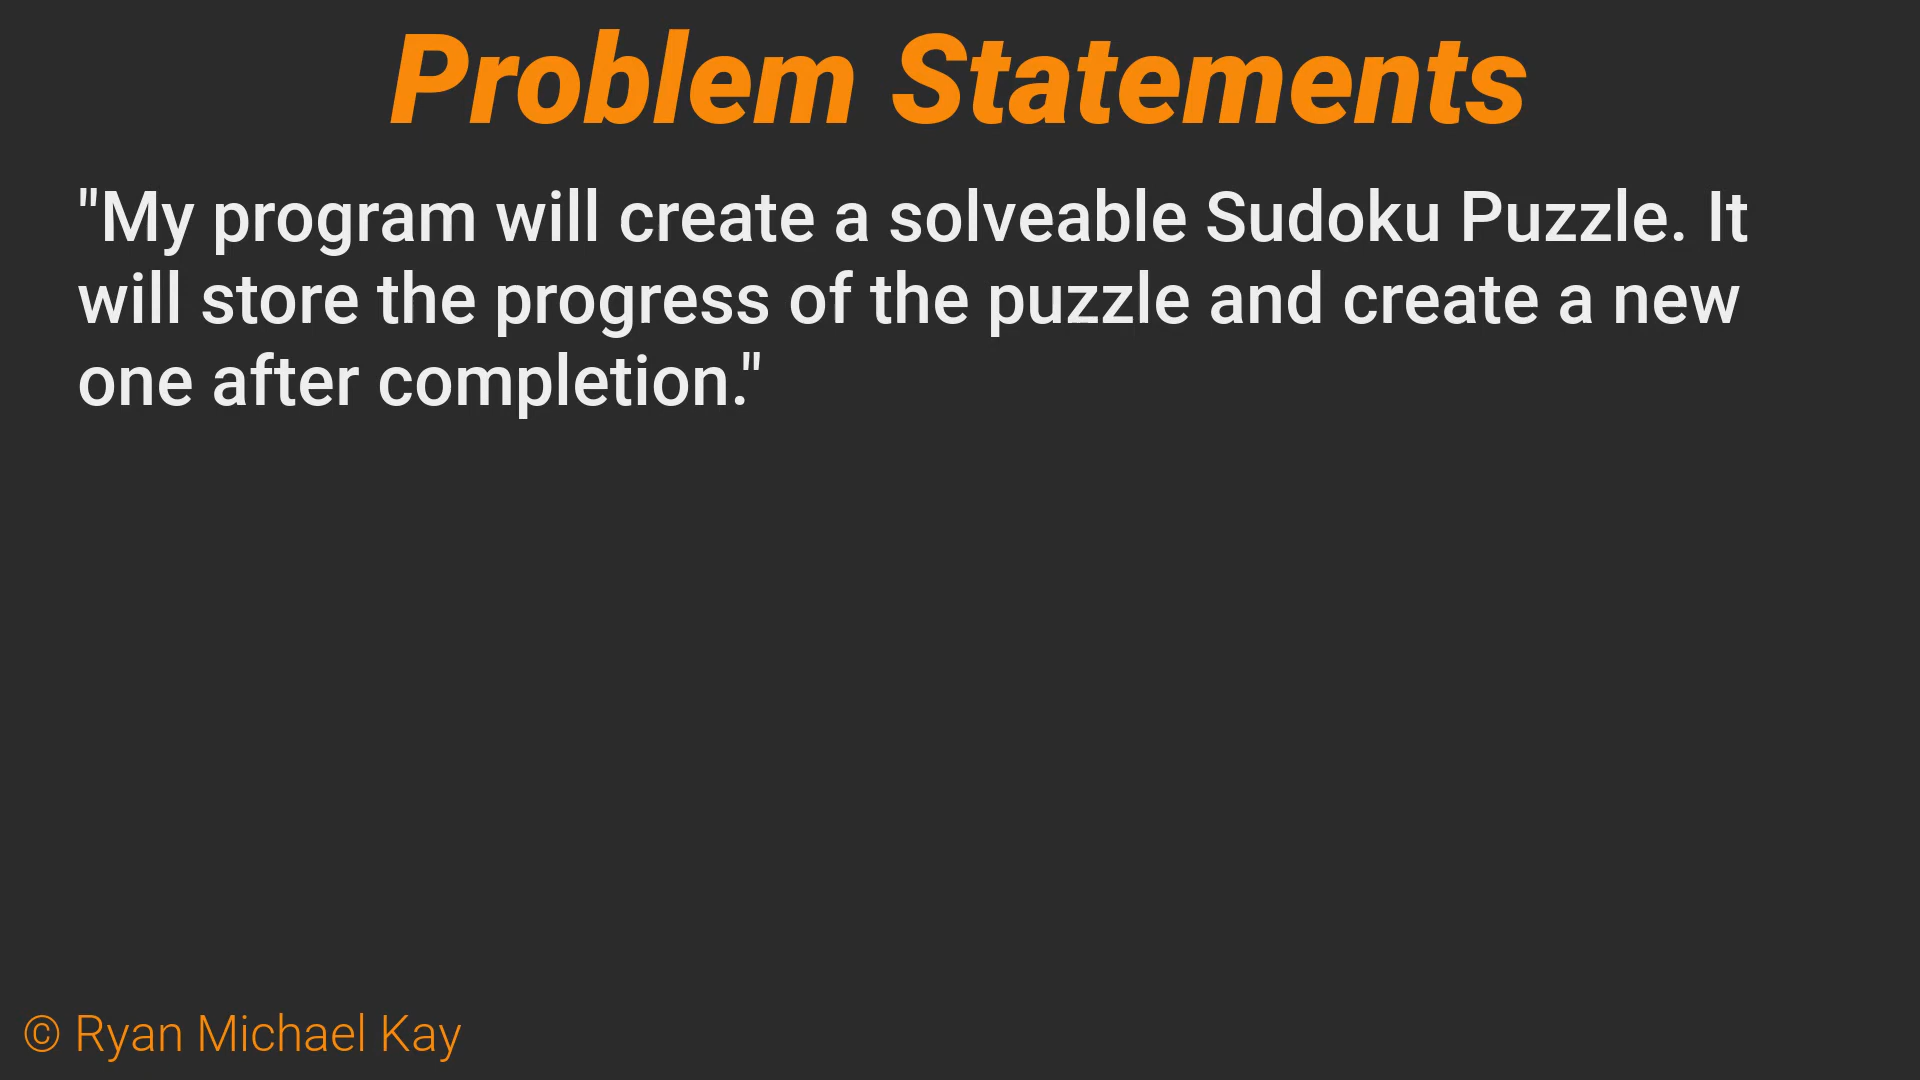 Problem Statements
"My program will create a solveable Sudoku Puzzle. It
will store the progress of the puzzle and create a new
one after completion."
© Ryan Michael Kay